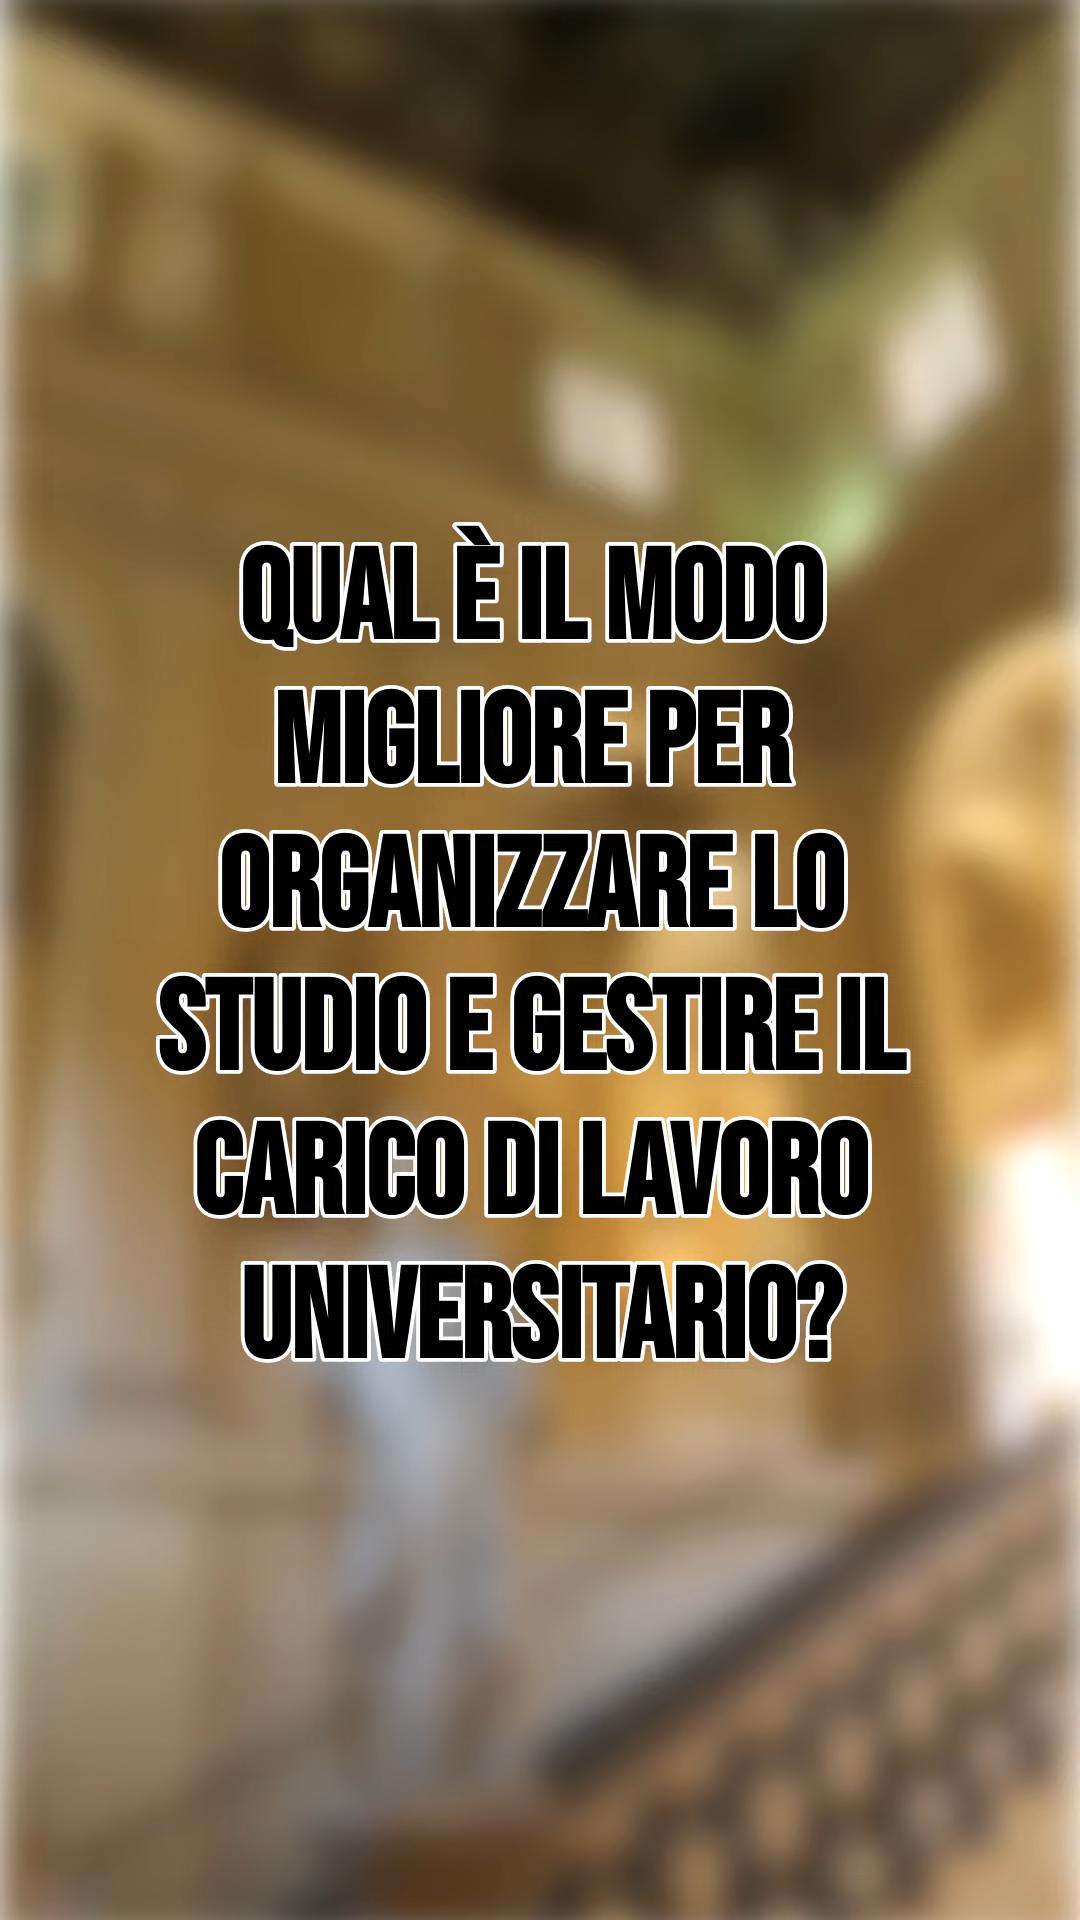 QUAL È IL MODO
MIGLIORE PER
ORGANIZZARE LO
STUDIO E GESTIRE IL
CARICO DI LAVORO
UNIVERSITARIO?